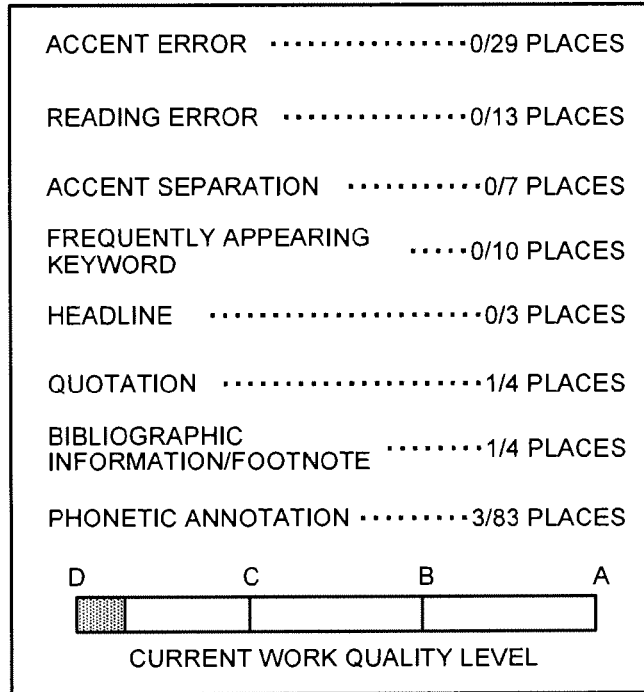 ACCENT ERROR ················0/29 PLACES
READING ERROR ···············0/13 PLACES
ACCENT SEPARATION ··········0/7 PLACES
FREQUENTLY APPEARING
KEYWORD ·····0/10 PLACES
HEADLINE ·····················0/3 PLACES
QUOTATION ····················1/4 PLACES
BIBLIOGRAPHIC
INFORMATION/FOOTNOTE ········1/4 PLACES
PHONETIC ANNOTATION ·········3/83 PLACES
D C B A
CURRENT WORK QUALITY LEVEL